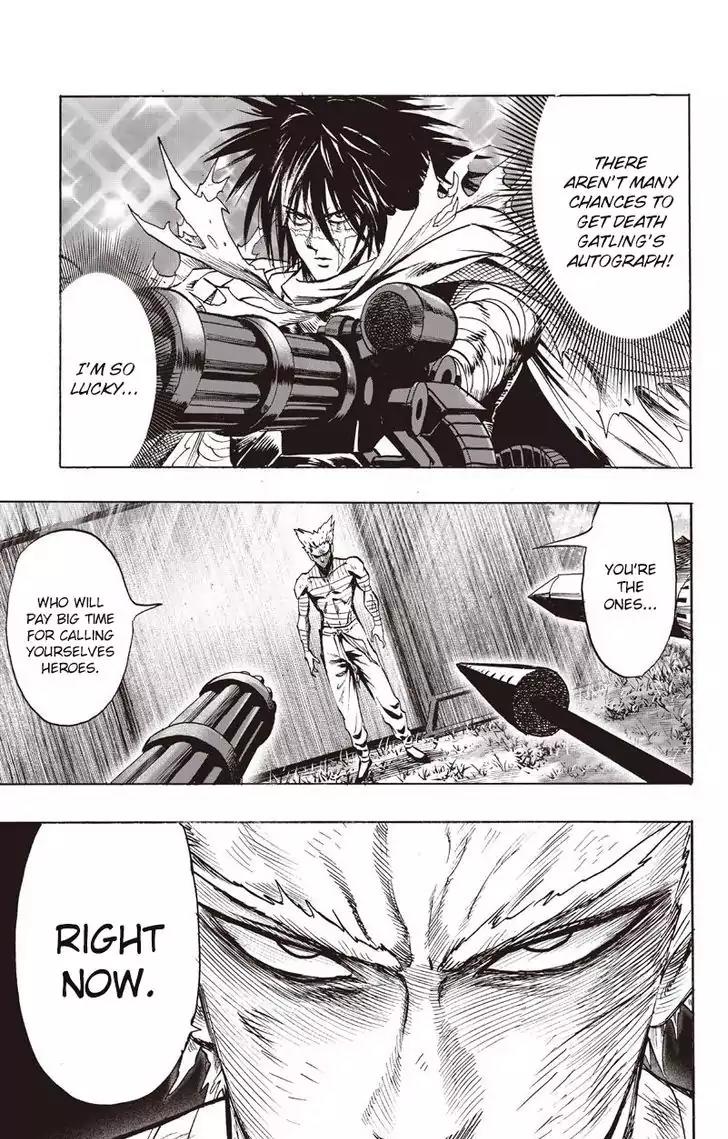 THERE
AREN'T MANY
CHANCES TO
GET DEATH
GATLING'S
AUTOGRAPH!
I'M SO
LUCKY...
YOU'RE
THE
ONES...
WHO WILL
PAY BIG TIME
FOR CALLING
YOURSELVES
HEROES.
RIGHT
NOW.